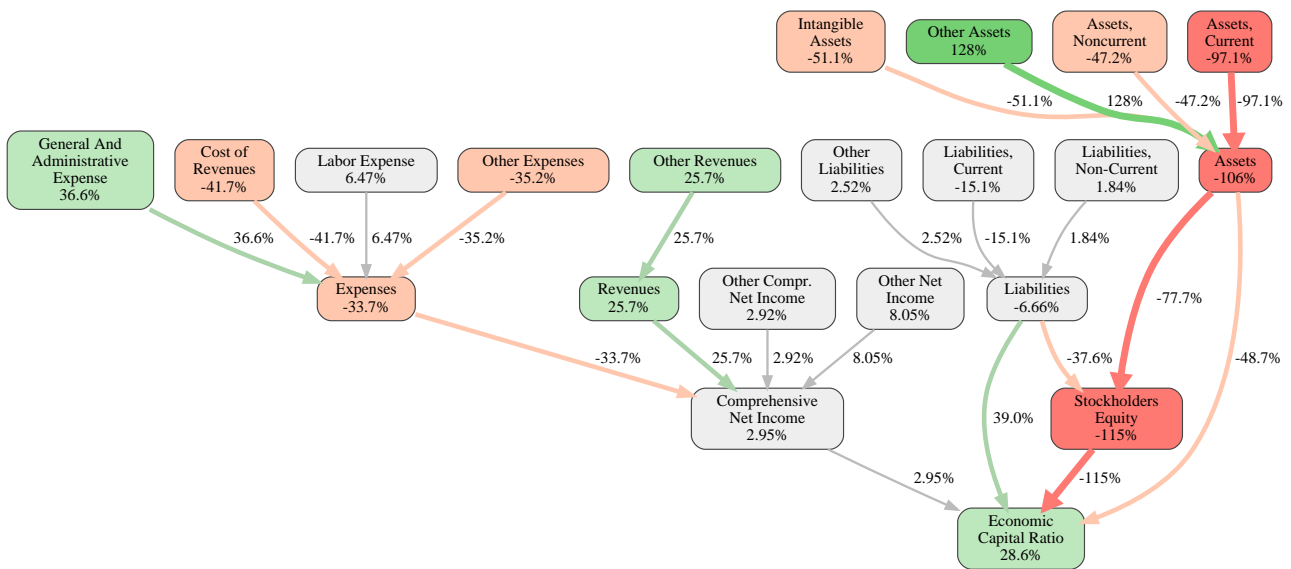 Intangible
Assets
-51.1%
Other Assets
128%
Assets,
Noncurrent
-47.2%
Assets,
Current
-97.1%
-51.1%
128%
-47.2%
-97.1%
General And
Administrative
Expense
36.6%
Cost of
Revenues
-41.7%
Labor Expense
6.47%
Other Expenses
-35.2%
Other Revenues
25.7%
Other
Liabilities
2.52%
Liabilities,
Current
-15.1%
Liabilities,
Non-Current
1.84%
Assets
-106%
36.6%
-41.7%
6.47%
-35.2%
25.7%
2.52%
-15.1%
1.84%
Expenses
-33.7%
Revenues
25.7%
Other Compr.
Net Income
2.92%
Other Net
Income
8.05%
Liabilities
-6.66%
-77.7%
-33.7%
25.7%
2.92%
8.05%
-37.6%
-48.7%
Comprehensive
Net Income
2.95%
39.0%
Stockholders
Equity
-115%
2.95%
-115%
Economic
Capital Ratio
28.6%